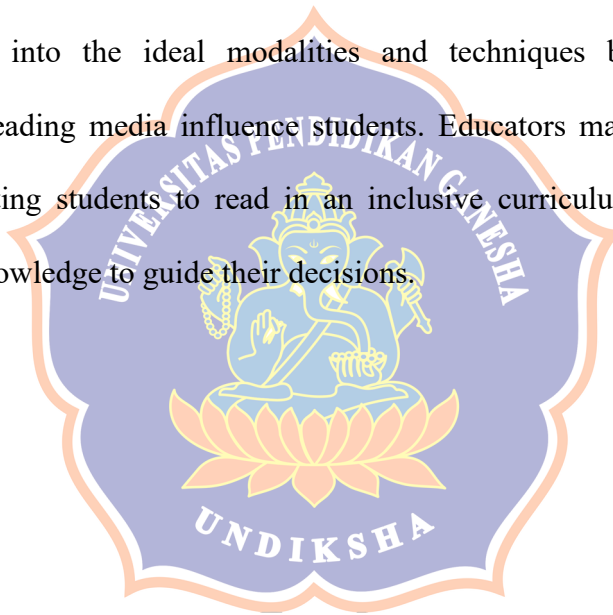 into the ideal modalities and techniques b
eading media influence students. Educators ma
ing students to read in an inclusive curriculu
owledge to guide their decisions.
UNIVERSITAS PENDIDIKAN GANESHA
UNDIKSHA